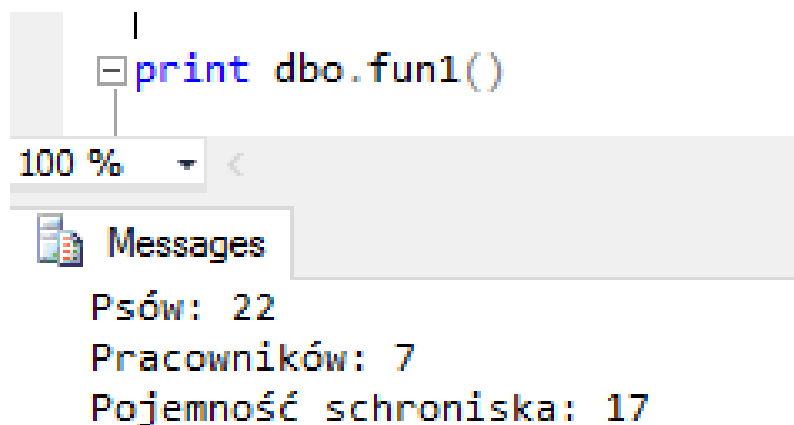 print dbo.fun1()
100 %
Messages
Psów: 22
Pracowników: 7
Pojemność schroniska: 17